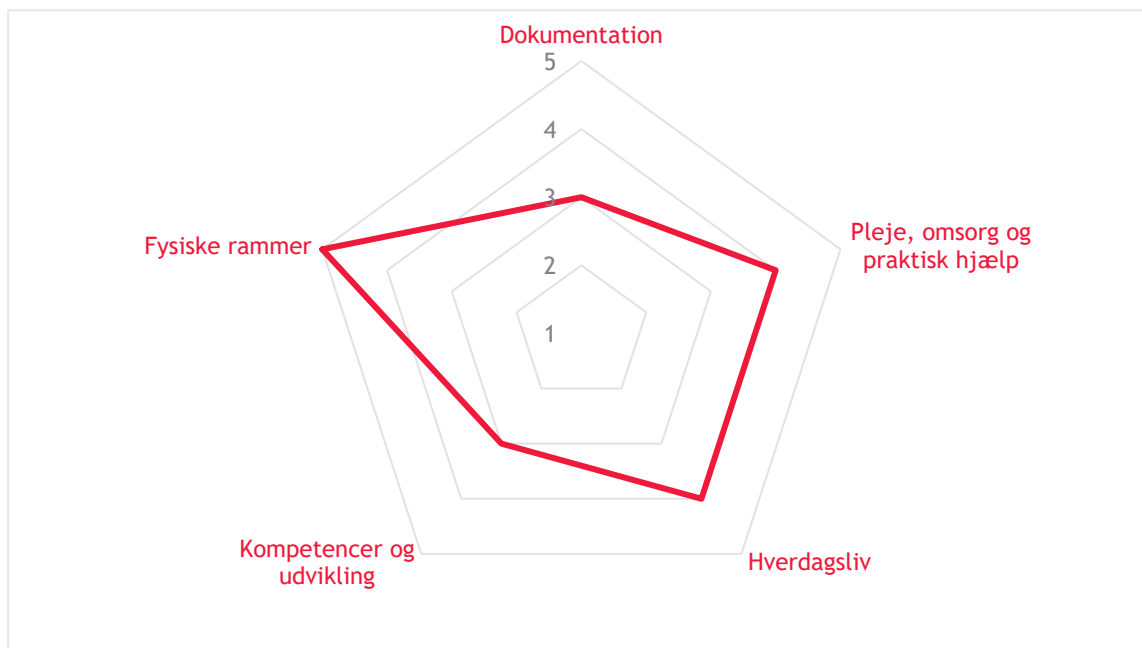 Dokumentation
5
4
3
2
1
Pleje, omsorg og
praktisk hjælp
Hverdagsliv
Kompetencer og
udvikling
Fysiske rammer